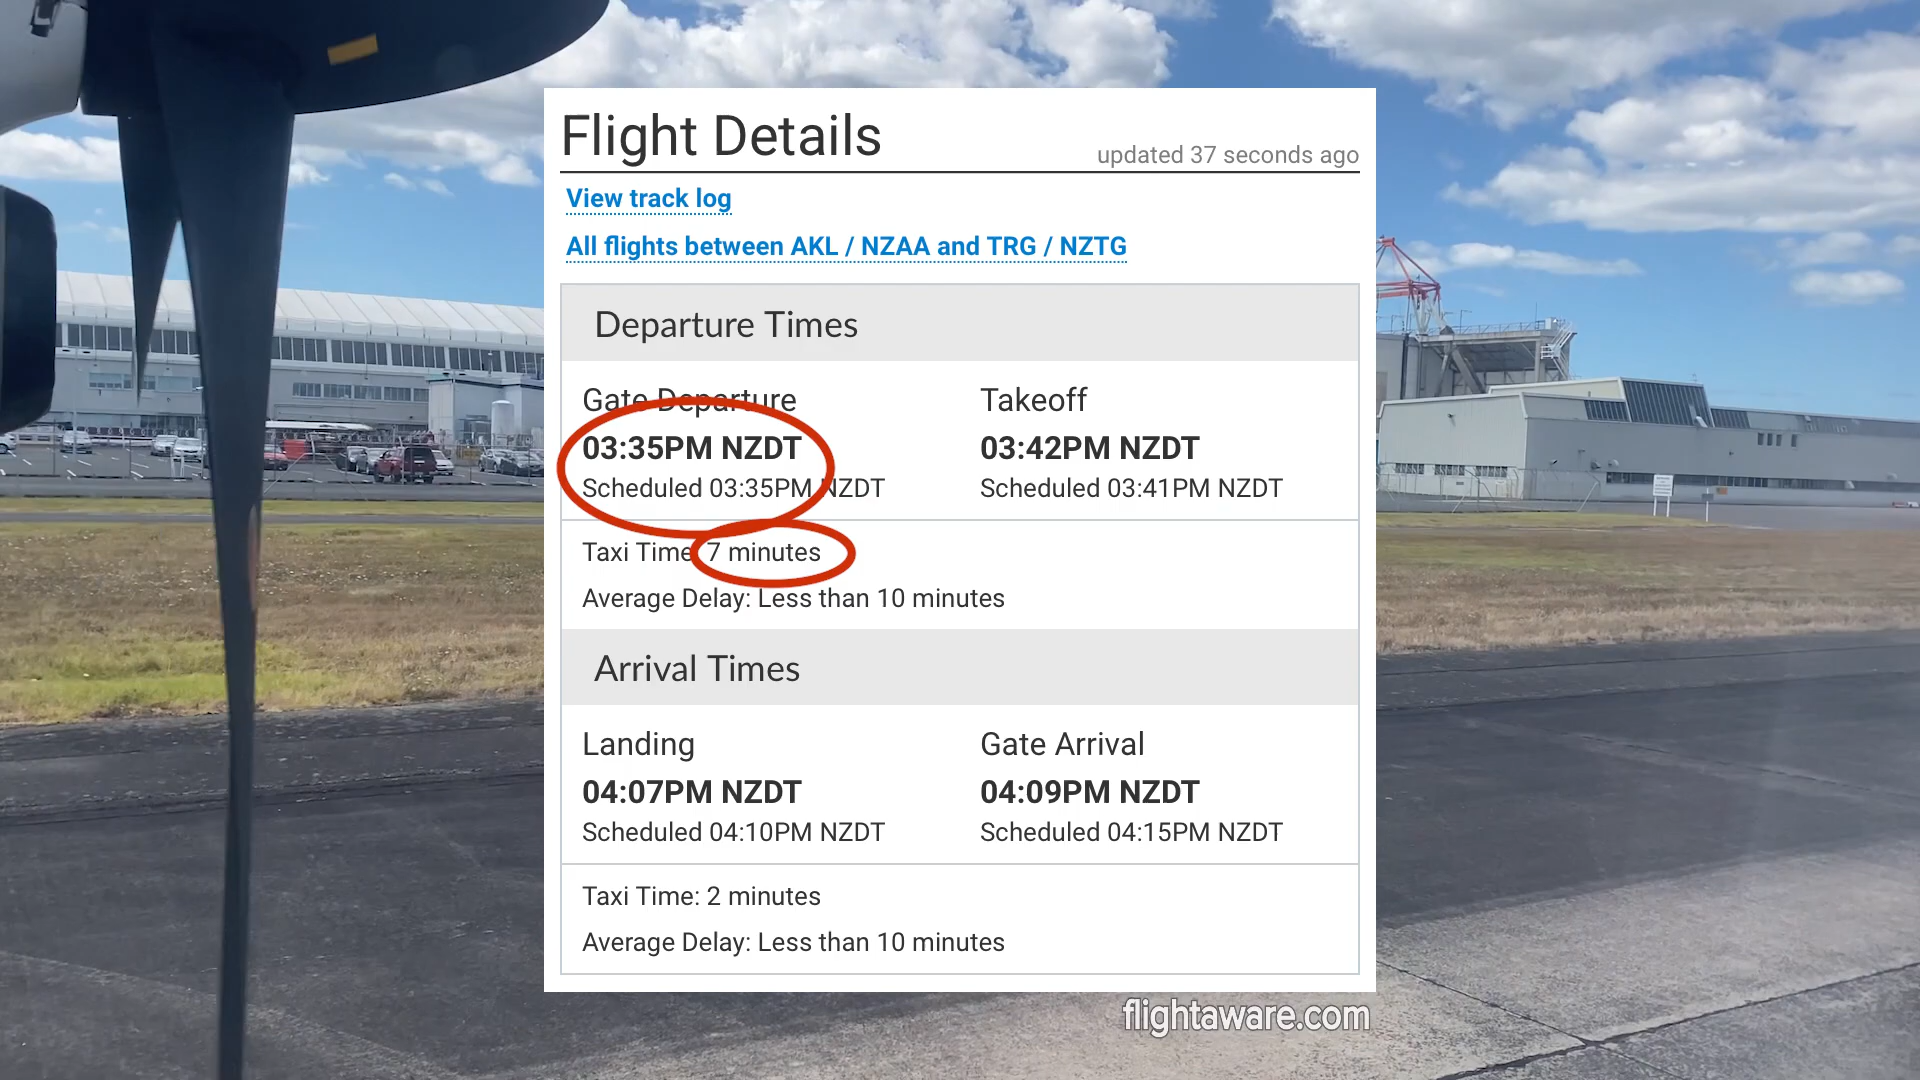 Flight Details
updated 37 seconds ago
View track log
All flights between AKL / NZAA and TRG / NZTG
Departure Times
Gate Departure
Takeoff
03:35PM NZDT
03:42PM NZDT
Scheduled 03:35PM NZDT
Scheduled 03:41PM NZDT
Taxi Time: 7 minutes
Average Delay: Less than 10 minutes
Arrival Times
Landing
Gate Arrival
04:07PM NZDT
04:09PM NZDT
Scheduled 04:10PM NZDT
Scheduled 04:15PM NZDT
Taxi Time: 2 minutes
Average Delay: Less than 10 minutes
flightaware.com